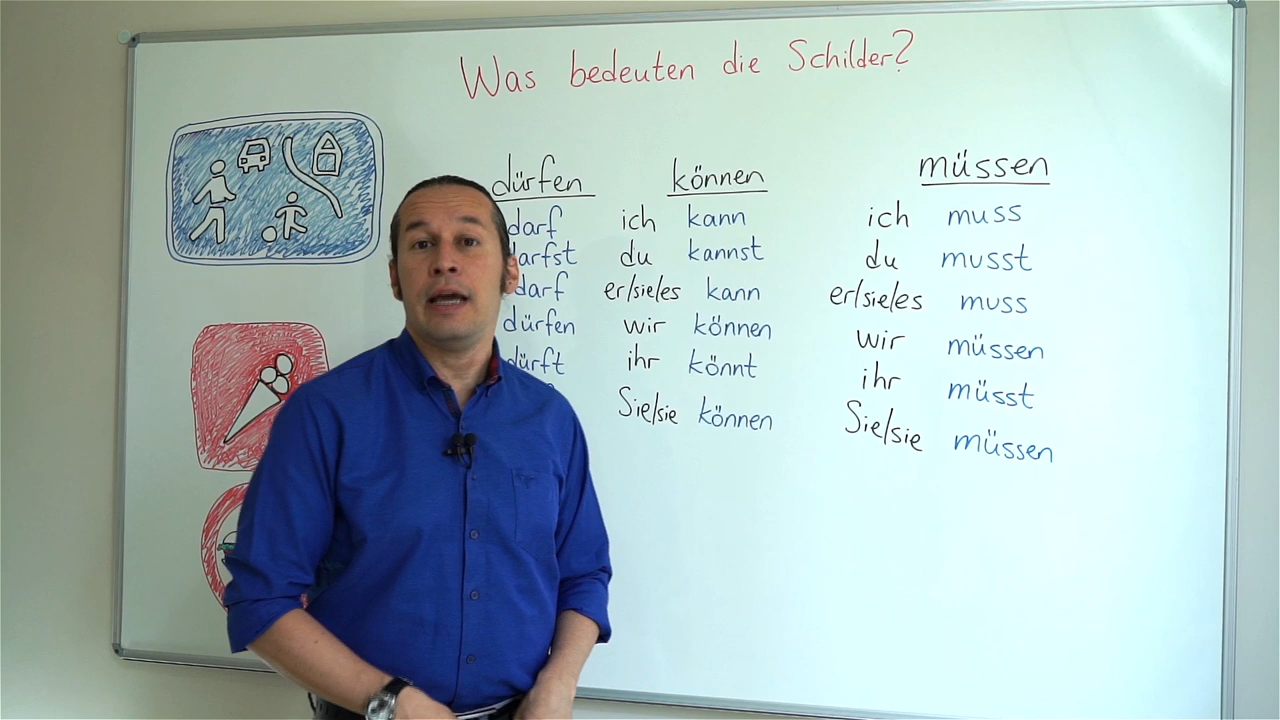 Was bedeuten die Schilder?
dürfen
darf
darfst
darf
dürfen
dürft
können
ich kann
du kannst
er/sie/es kann
wir können
ihr könnt
Sie/sie können
müssen
ich muss
du musst
er/sie/es muss
wir müssen
ihr müsst
Sie/sie müssen